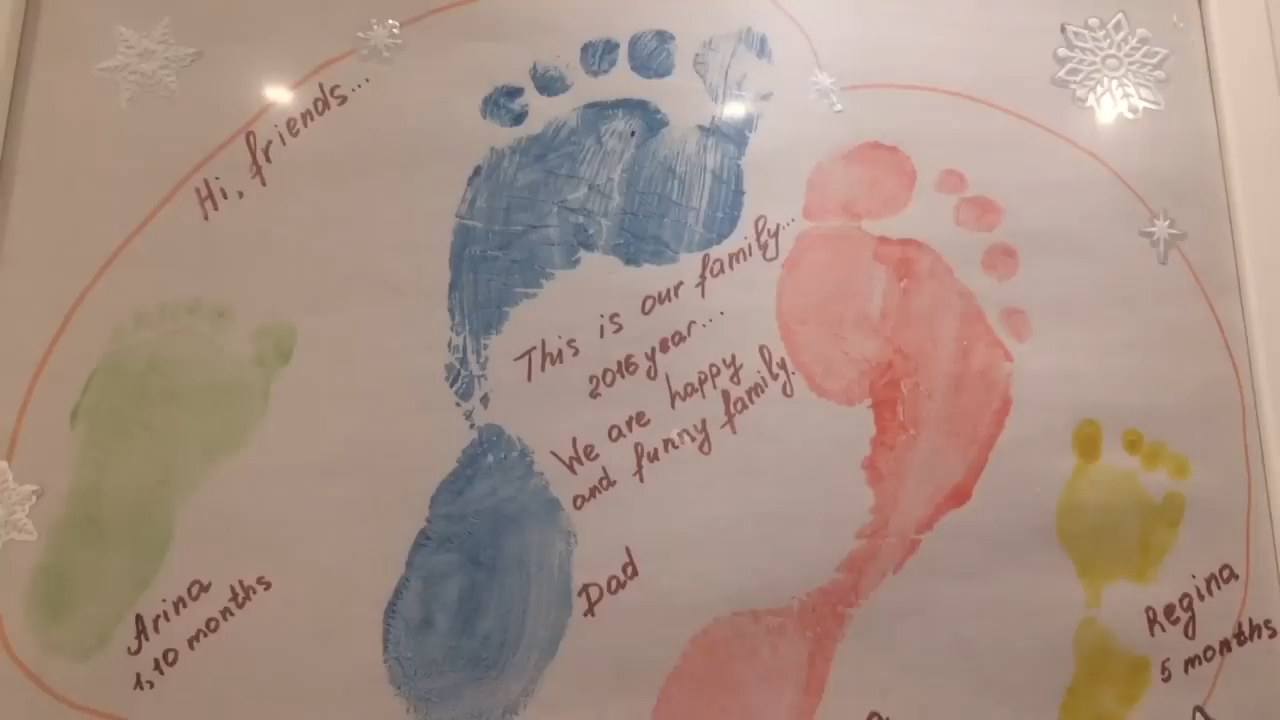 Hi, friends...
This is our family...
2016 year...
We are happy
and funny family.
Dad
Arina
1,10 months
Regina
5 months